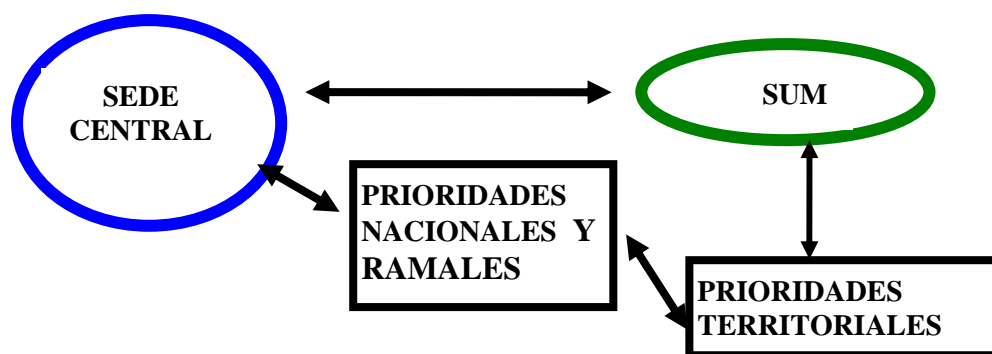 SEDE
CENTRAL
SUM
PRIORIDADES
NACIONALES Y
RAMALES
PRIORIDADES
TERRITORIALES